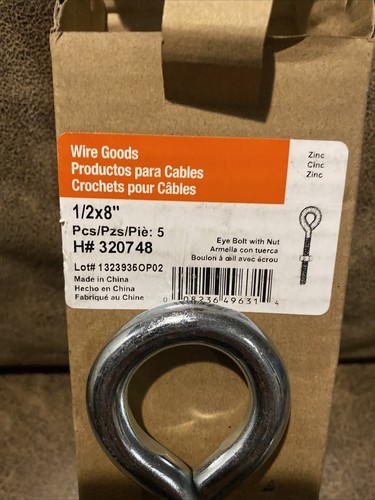 Wire Goods
Productos para Cables
Crochets pour Câbles
Zinc
Cinc
Zinc
1/2x8"
Pcs/Pzs/Piè: 5
H# 320748
Eye Bolt with Nut
Armella con tuerca
Boulon à œil avec écrou
Lot# 1323935OP02
Made in China
Hecho en China
Fabriqué au Chine
0 08236 49631 4